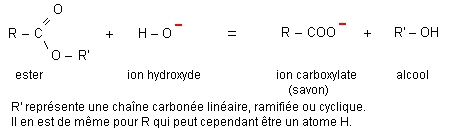 O
R – C + H – O⁻ = R – COO⁻ + R' – OH
O – R'
ester ion hydroxyde ion carboxylate alcool
(savon)
R' représente une chaîne carbonée linéaire, ramifiée ou cyclique.
Il en est de même pour R qui peut cependant être un atome H.